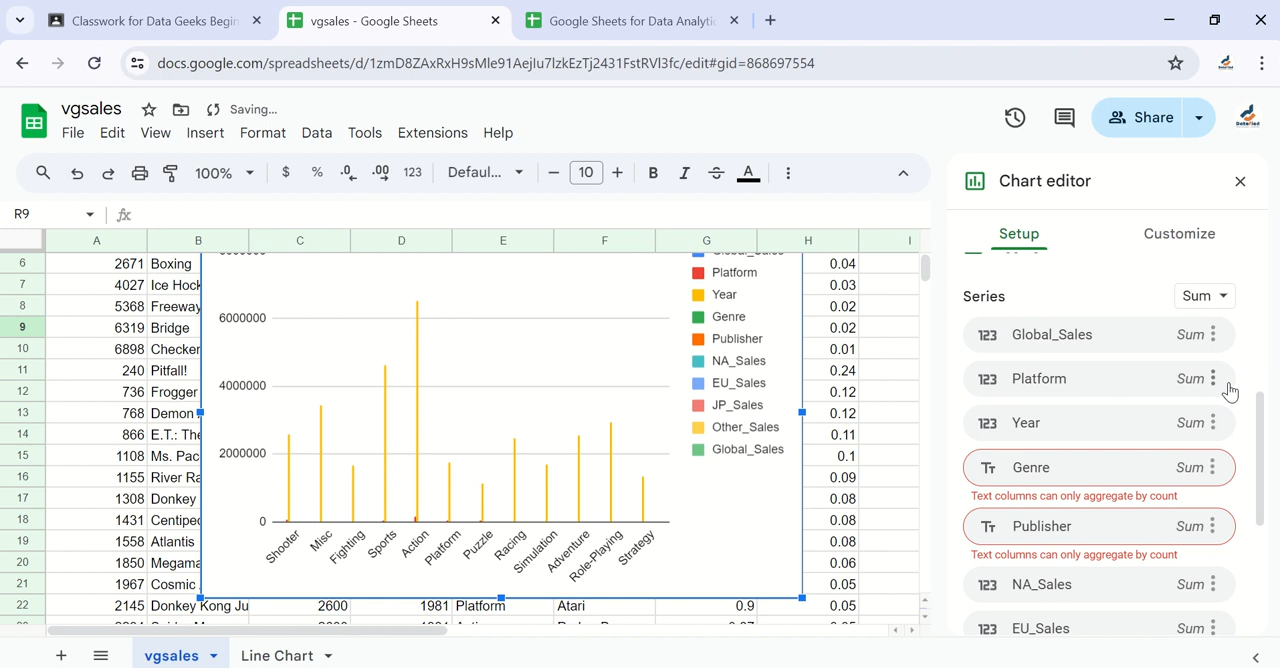 Classwork for Data Geeks Begin
vgsales - Google Sheets
Google Sheets for Data Analytic
docs.google.com/spreadsheets/d/1zmD8ZAxRxH9sMle91Aejlu7lzkEzTj2431FstRVl3fc/edit#gid=868697554
vgsales Saving...
File Edit View Insert Format Data Tools Extensions Help
Share
100% $ % .0 .00 123 Defaul... 10 B I S A
R9 fx
A B C D E F G H I
6 2671 Boxing 0.04
7 4027 Ice Hock 0.03
8 5368 Freeway 0.02
9 6319 Bridge 0.02
10 6898 Checker 0.01
11 240 Pitfall! 0.24
12 736 Frogger 0.12
13 768 Demon 0.12
14 866 E.T.: The 0.11
15 1108 Ms. Pac 0.1
16 1155 River Ra 0.09
17 1308 Donkey 0.08
18 1431 Centiped 0.08
19 1558 Atlantis 0.08
20 1850 Megama 0.06
21 1967 Cosmic 0.05
22 2145 Donkey Kong Ju 2600 1981 Platform Atari 0.9 0.05
6000000
4000000
2000000
0
Shooter
Misc
Fighting
Sports
Action
Platform
Puzzle
Racing
Simulation
Adventure
Role-Playing
Strategy
Global_Sales
Platform
Year
Genre
Publisher
NA_Sales
EU_Sales
JP_Sales
Other_Sales
Global_Sales
Chart editor
Setup Customize
Series Sum
123 Global_Sales Sum
123 Platform Sum
123 Year Sum
Tт Genre Sum
Text columns can only aggregate by count
Tт Publisher Sum
Text columns can only aggregate by count
123 NA_Sales Sum
123 EU_Sales Sum
vgsales Line Chart